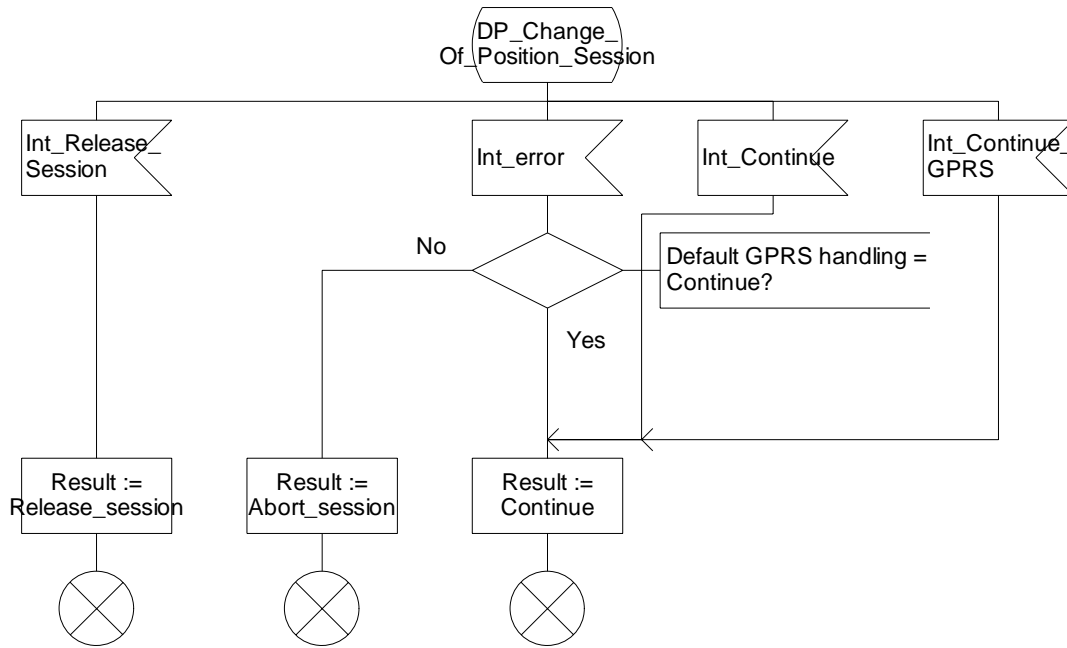 DP_Change_
Of_Position_Session
Int_Release_
Session
Int_error
Int_Continue
Int_Continue_
GPRS
No
Default GPRS handling =
Continue?
Yes
Result :=
Release_session
Result :=
Abort_session
Result :=
Continue